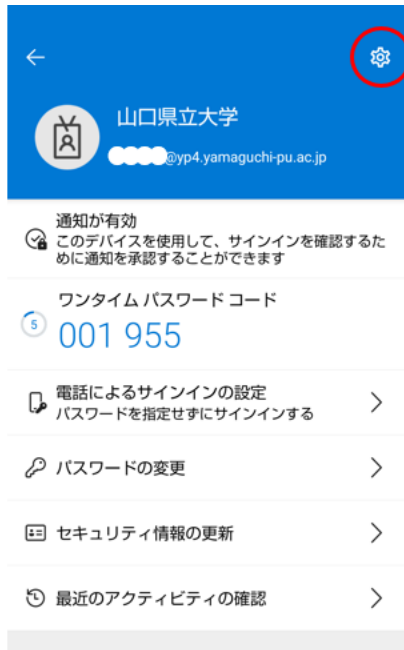 山口県立大学
@yp4.yamaguchi-pu.ac.jp
通知が有効
このデバイスを使用して、サインインを確認するた
めに通知を承認することができます
ワンタイム パスワード コード
5
001 955
電話によるサインインの設定
パスワードを指定せずにサインインする
パスワードの変更
セキュリティ情報の更新
最近のアクティビティの確認